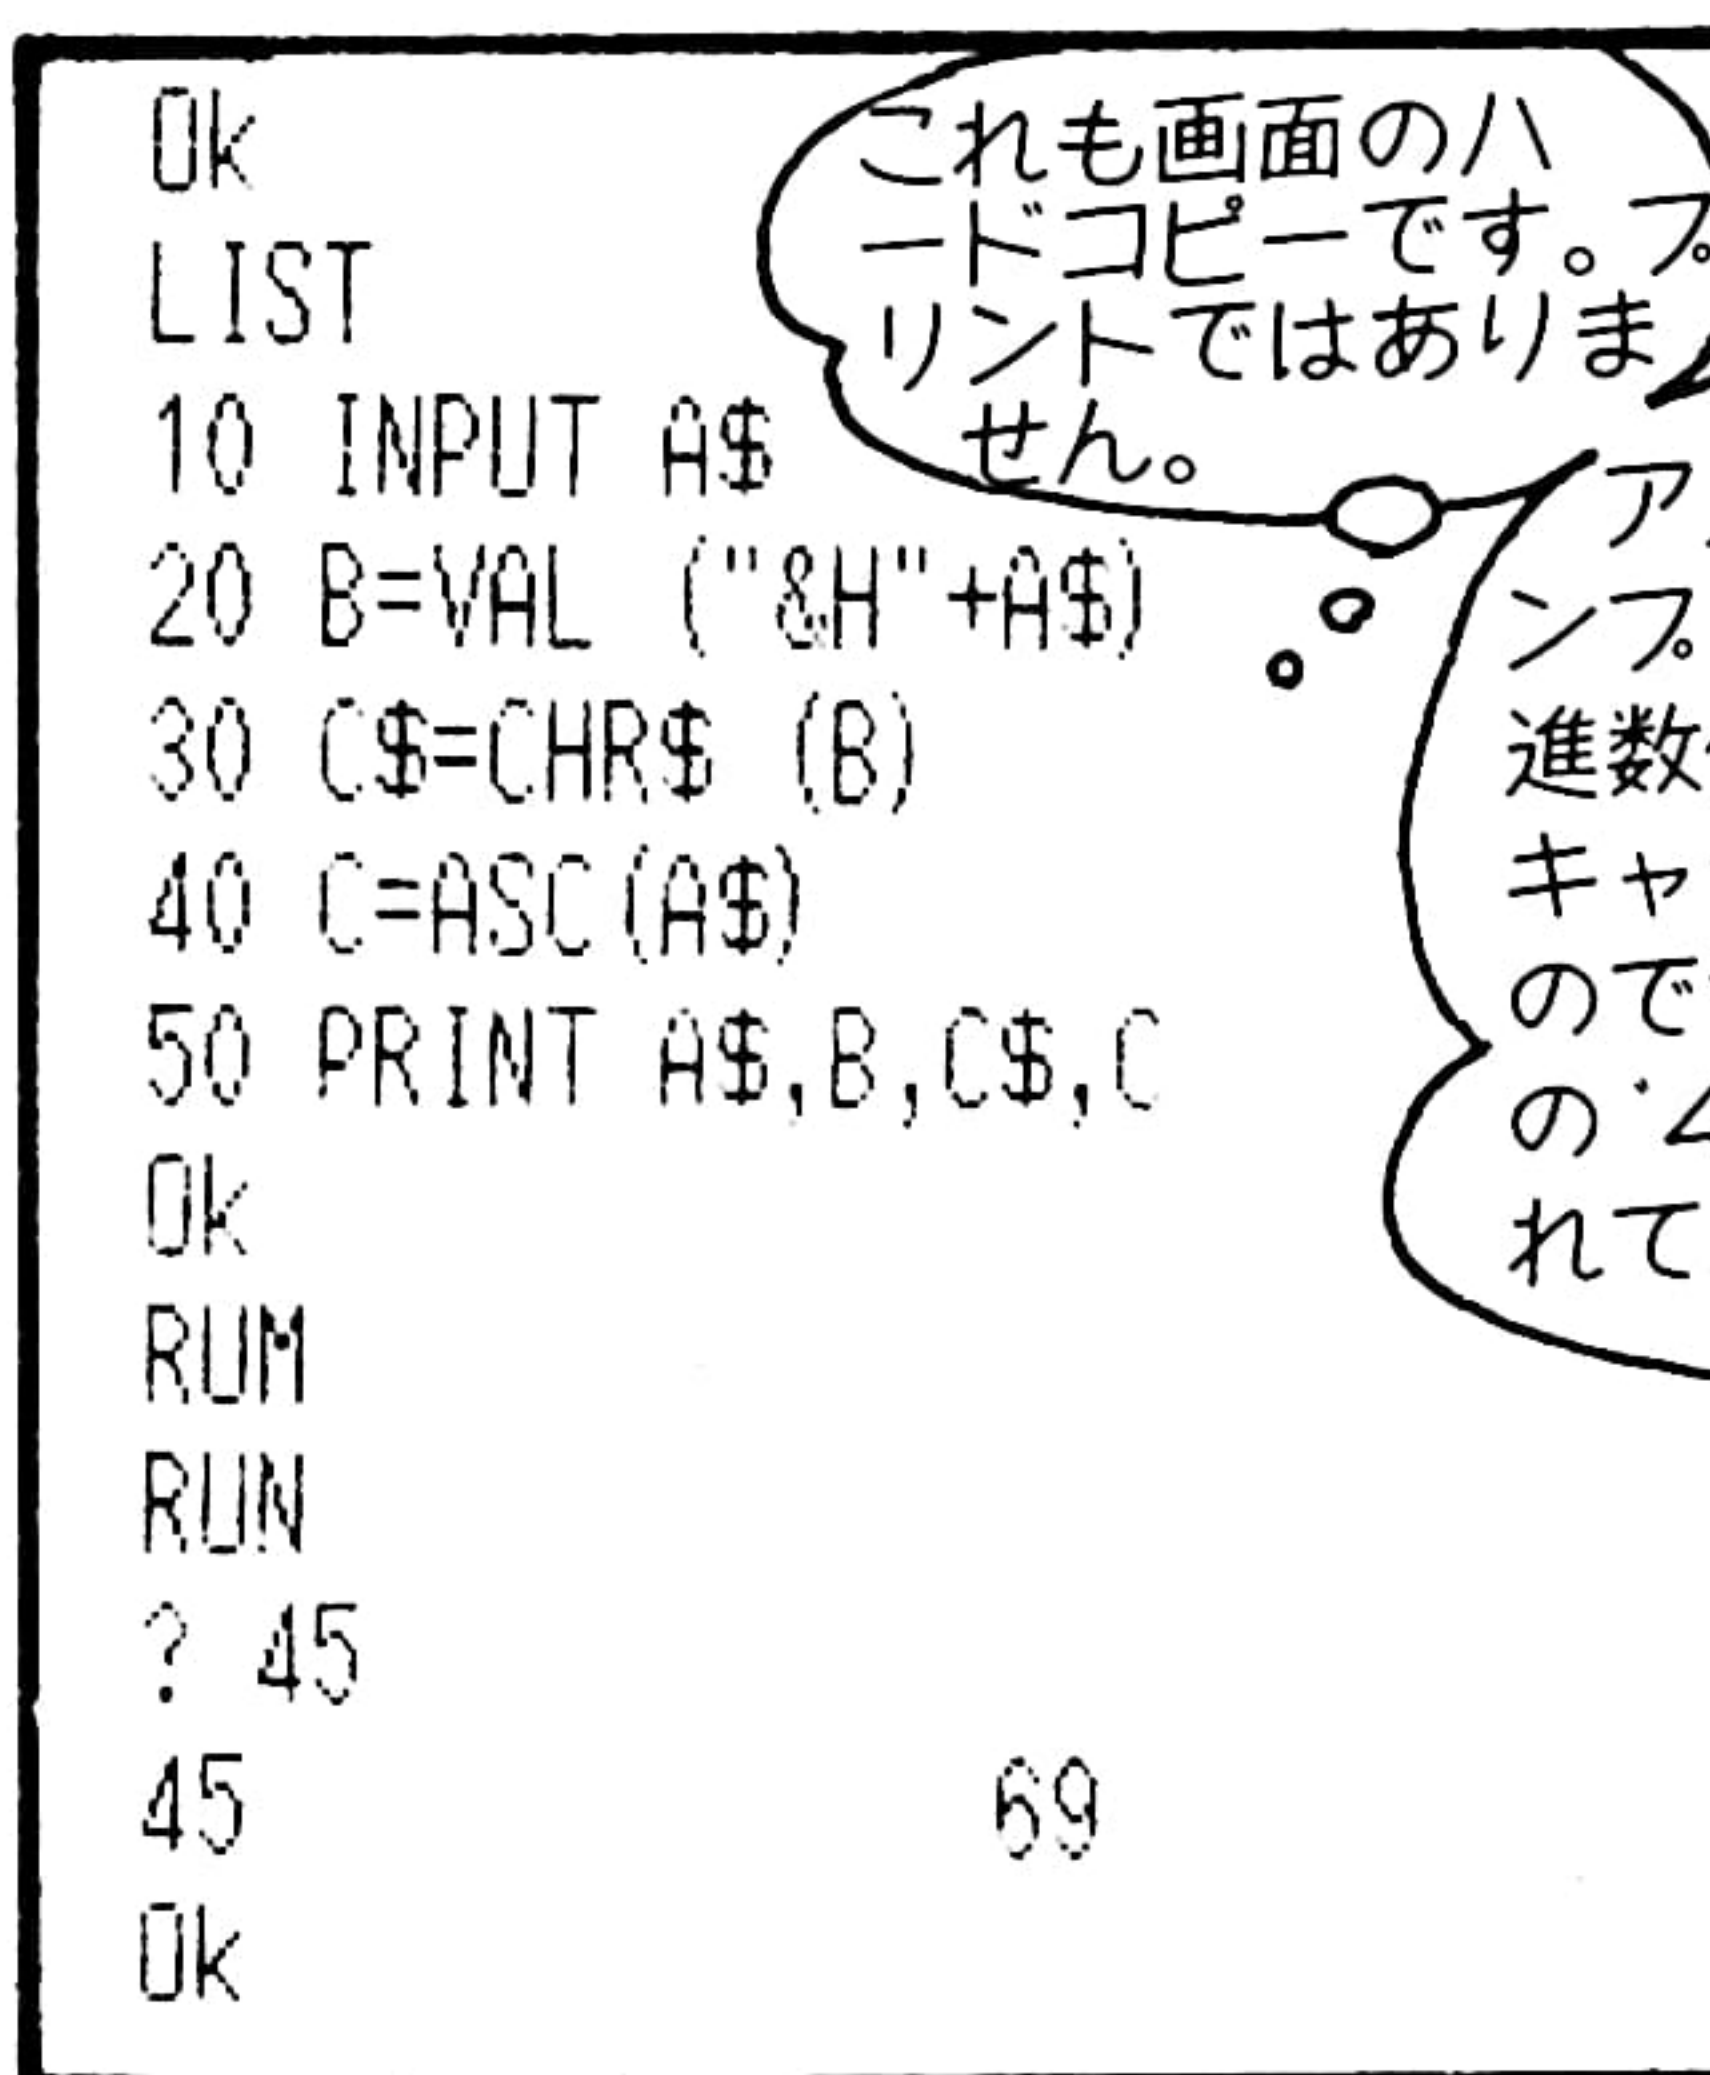 Ok
LIST
10 INPUT A$
20 B=VAL ("&H"+A$)
30 C$=CHR$ (B)
40 C=ASC(A$)
50 PRINT A$,B,C$,C
Ok
RUM
RUN
? 45
45 69
Ok
これも画面のハ
ードコピーです。プ
リントではありま
せん。
ア
ンプ
進数
キャ
ので
の
れて